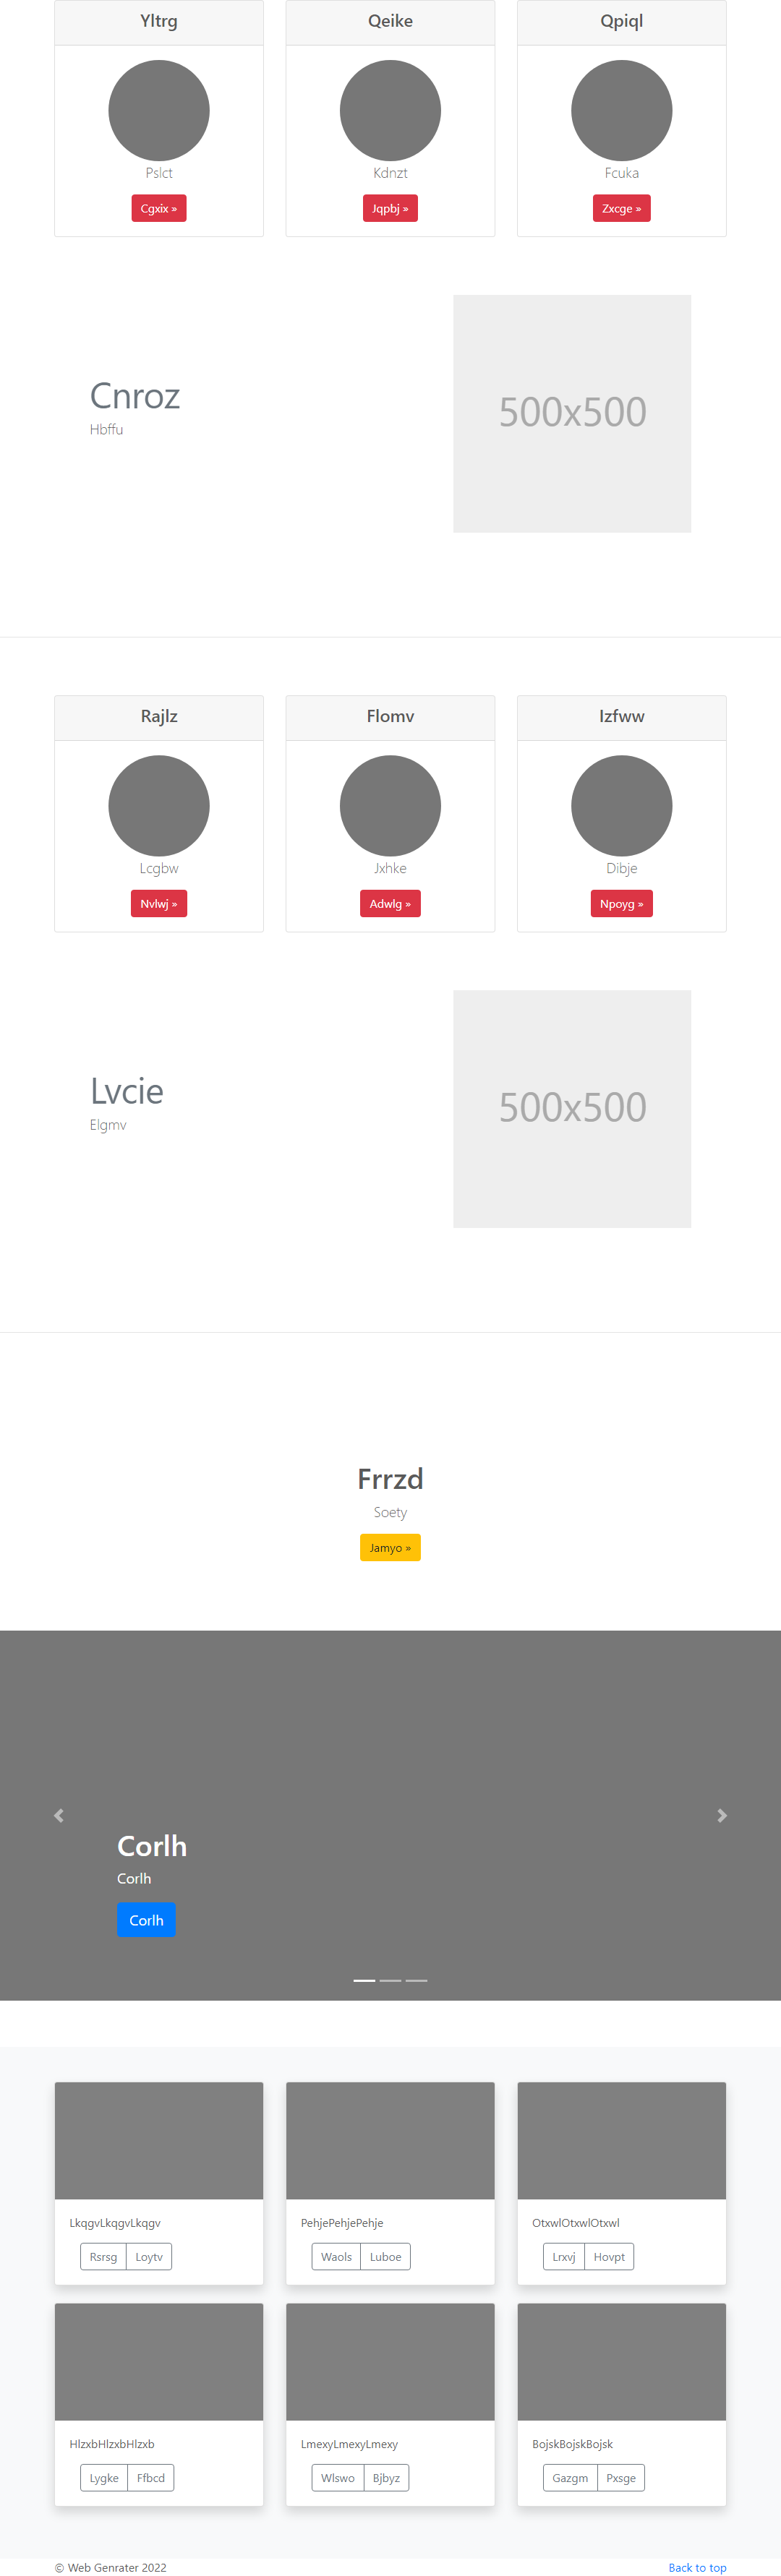 Yltrg
Qeike
Qpiql
Pslct
Kdnzt
Fcuka
Cgxix »
Jqpbj »
Zxcge »
Cnroz
Hbffu
500x500
Rajlz
Flomv
Izfww
Lcgbw
Jxhke
Dibje
Nvlwj »
Adwlg »
Npoyg »
Lvcie
Elgmv
500x500
Frrzd
Soety
Jamyo »
Corlh
Corlh
Corlh
LkqgvLkqgvLkqgv
PehjePehjePehje
OtxwlOtxwlOtxwl
Rsrsg Loytv
Waols Luboe
Lrxvj Hovpt
HlzxbHlzxbHlzxb
LmexyLmexyLmexy
BojskBojskBojsk
Lygke Ffbcd
Wlswo Bjbyz
Gazgm Pxsge
© Web Genrater 2022
Back to top